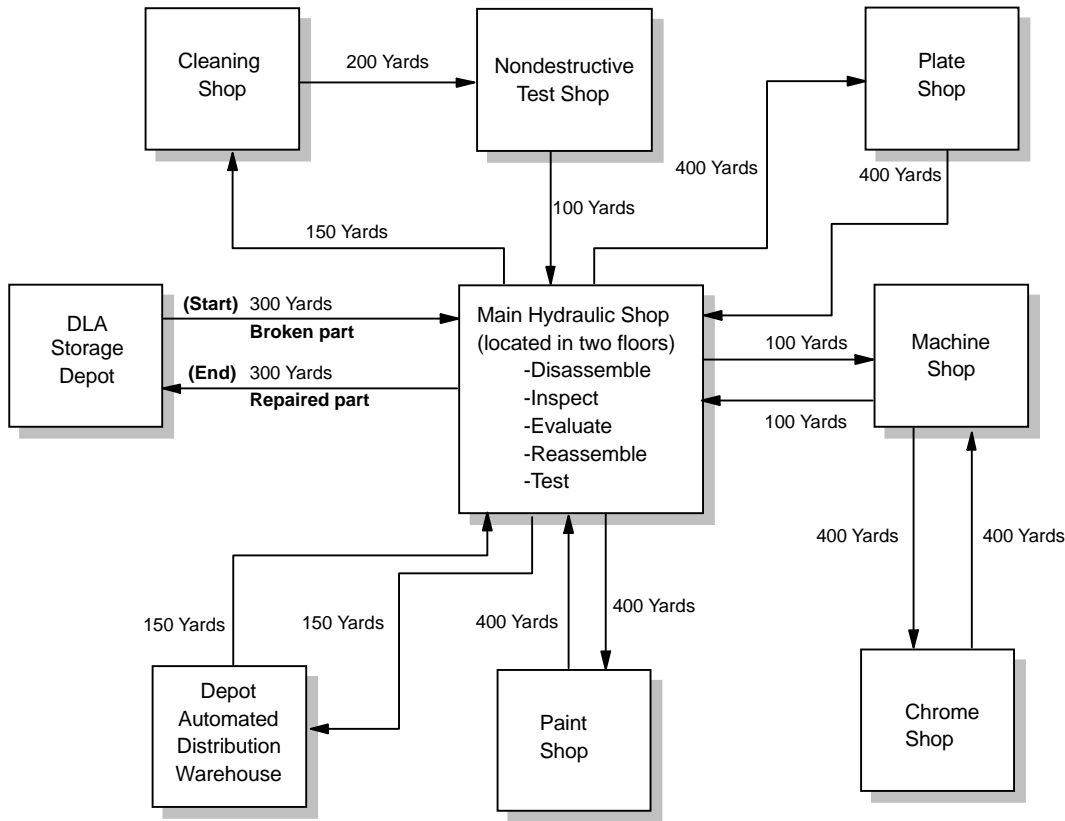 Cleaning
Shop
200 Yards
Nondestructive
Test Shop
Plate
Shop
400 Yards
400 Yards
100 Yards
150 Yards
DLA
Storage
Depot
(Start) 300 Yards
Broken part
(End) 300 Yards
Repaired part
Main Hydraulic Shop
(located in two floors)
-Disassemble
-Inspect
-Evaluate
-Reassemble
-Test
100 Yards
100 Yards
Machine
Shop
400 Yards
400 Yards
150 Yards
150 Yards
400 Yards
400 Yards
Depot
Automated
Distribution
Warehouse
Paint
Shop
Chrome
Shop